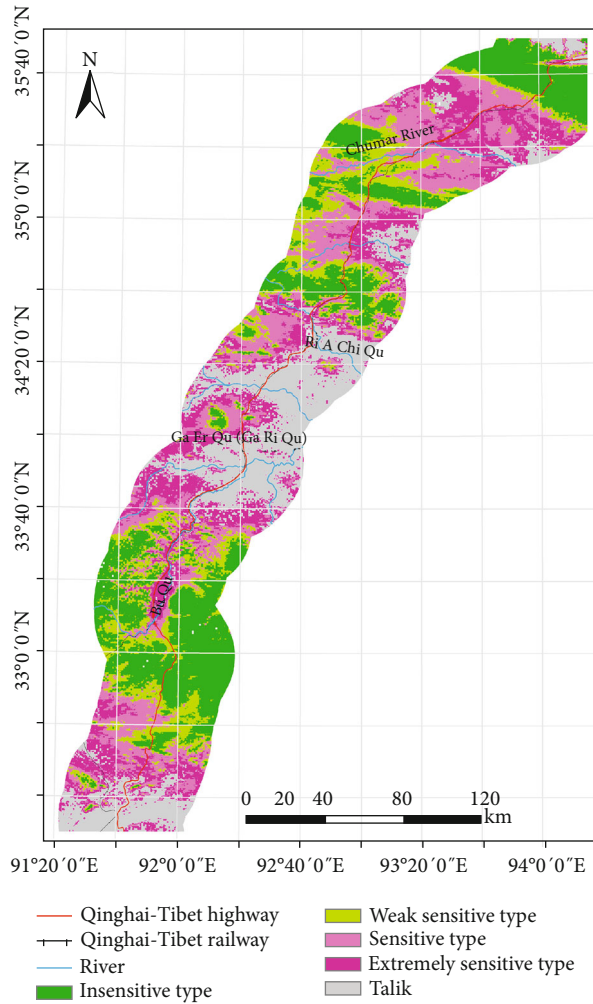 N
35°40′0″N
35°0′0″N
34°20′0″N
33°40′0″N
33°0′0″N
Chumar River
Ri A Chi Qu
Ga Er Qu (Ga Ri Qu)
Bu Qu
0 20 40 80 120
km
91°20′0″E 92°0′0″E 92°40′0″E 93°20′0″E 94°0′0″E
Qinghai-Tibet highway
Qinghai-Tibet railway
River
Insensitive type
Weak sensitive type
Sensitive type
Extremely sensitive type
Talik